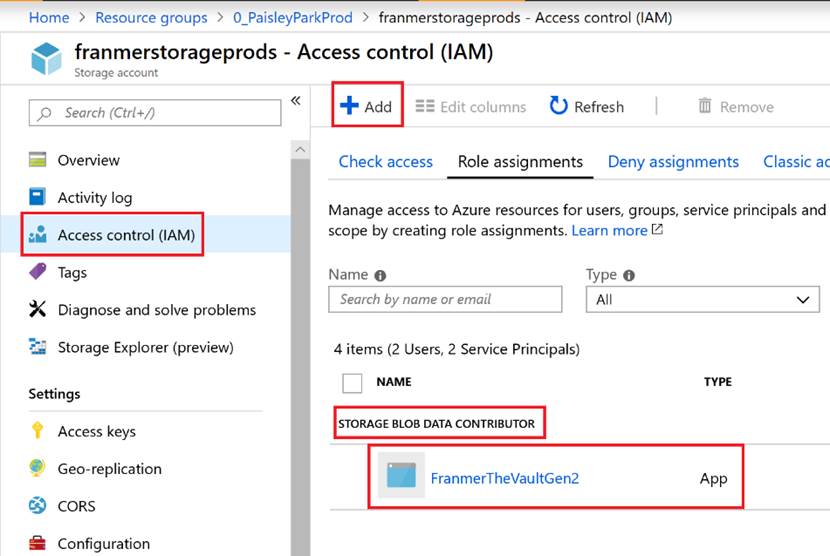 Home > Resource groups > 0_PaisleyParkProd > franmerstorageprods - Access control (IAM)
franmerstorageprods - Access control (IAM)
Storage account
Search (Ctrl+/)
«
Overview
Activity log
Access control (IAM)
Tags
Diagnose and solve problems
Storage Explorer (preview)
Settings
Access keys
Geo-replication
CORS
Configuration
Add Edit columns Refresh Remove
Check access Role assignments Deny assignments Classic ac
Manage access to Azure resources for users, groups, service principals and
scope by creating role assignments. Learn more
Name Type
Search by name or email All
4 items (2 Users, 2 Service Principals)
NAME TYPE
STORAGE BLOB DATA CONTRIBUTOR
FranmerTheVaultGen2 App